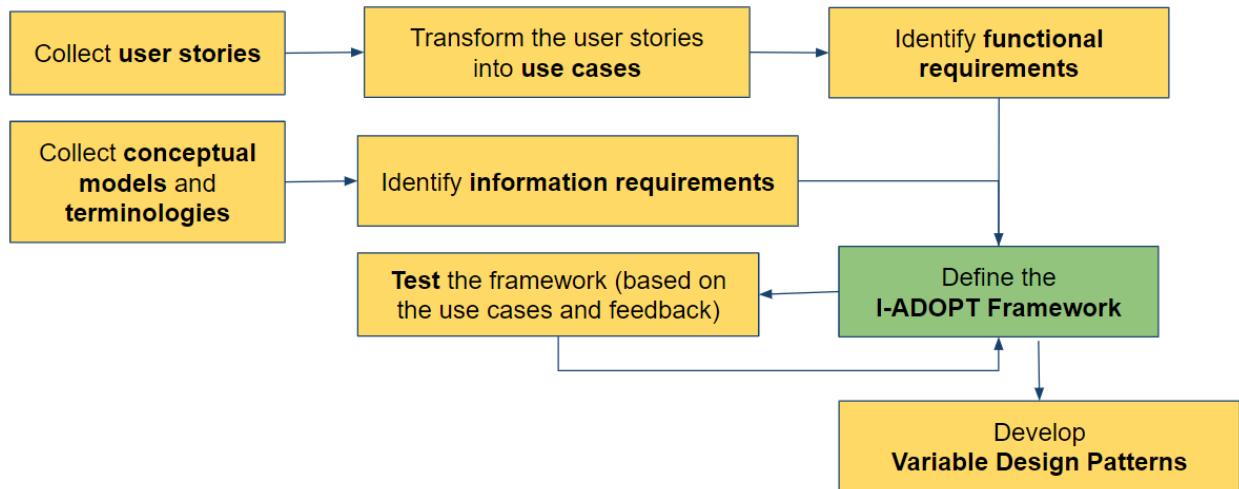 Collect user stories
Transform the user stories
into use cases
Identify functional
requirements
Collect conceptual
models and
terminologies
Identify information requirements
Test the framework (based on
the use cases and feedback)
Define the
I-ADOPT Framework
Develop
Variable Design Patterns